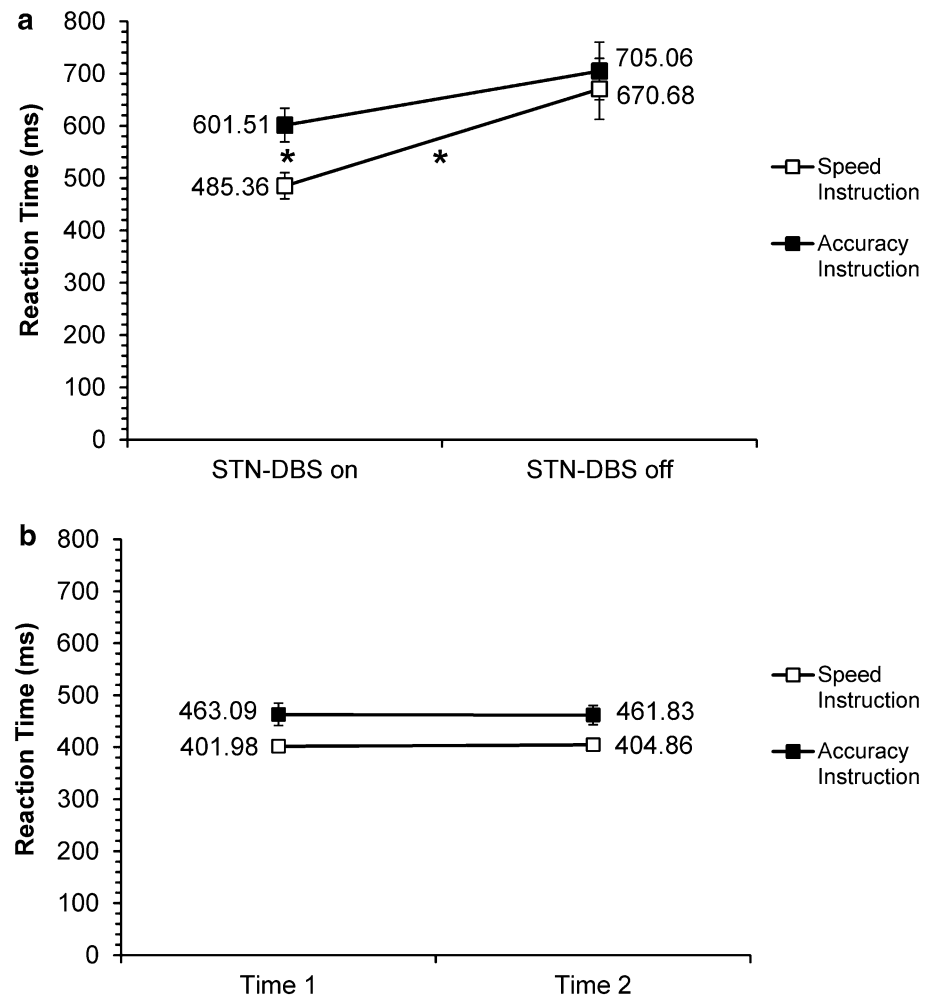 a
800
700
600
500
400
300
200
100
0
Reaction Time (ms)
601.51
485.36
*
*
705.06
670.68
STN-DBS on
STN-DBS off
Speed
Instruction
Accuracy
Instruction
b
800
700
600
500
400
300
200
100
0
Reaction Time (ms)
463.09
401.98
461.83
404.86
Time 1
Time 2
Speed
Instruction
Accuracy
Instruction